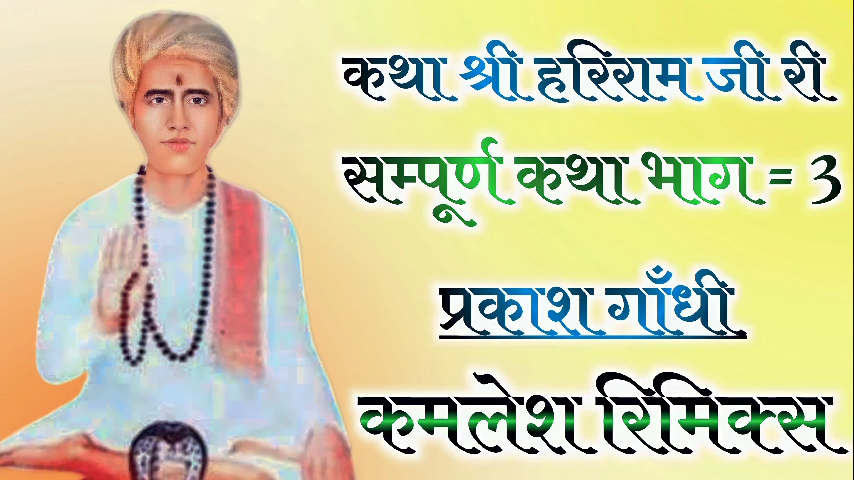 कथा श्री हरिराम जी री
सम्पूर्ण कथा भाग = 3
प्रकाश गाँधी
कमलेश रिमिक्स